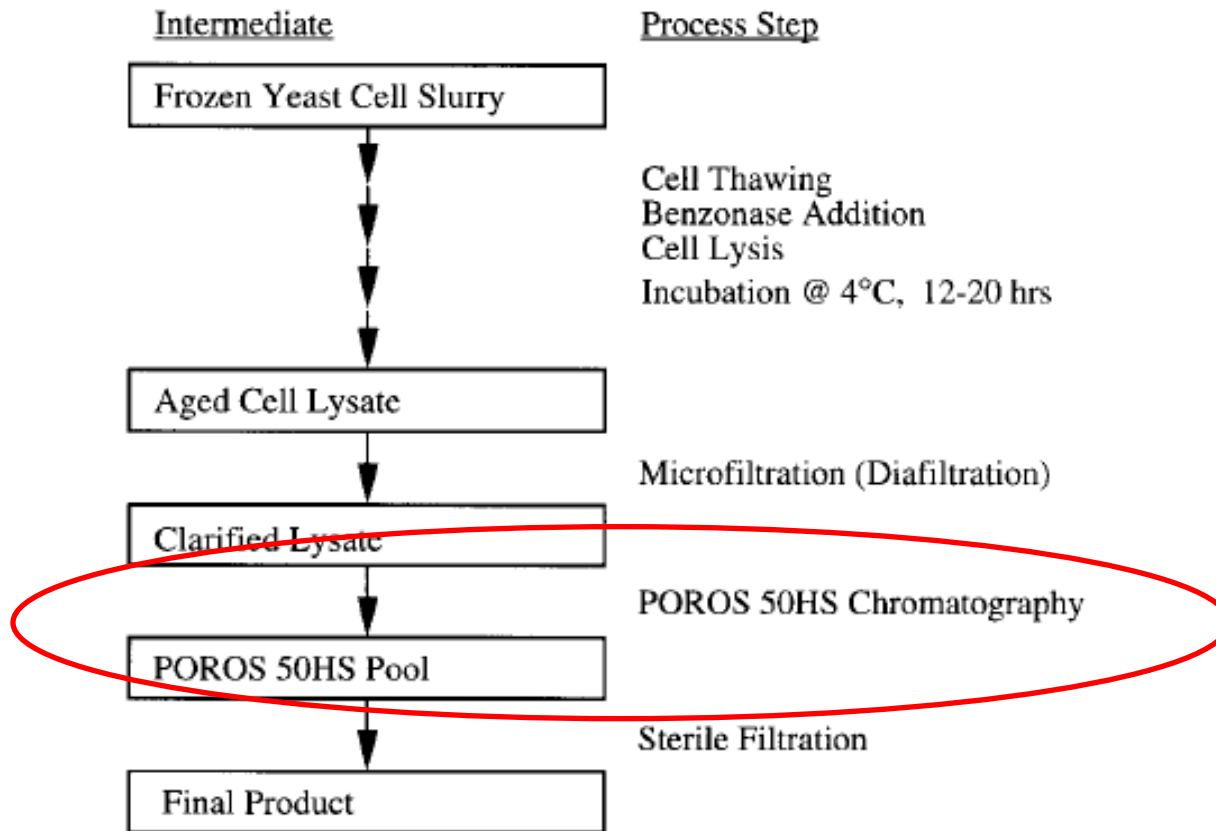 Intermediate Process Step
Frozen Yeast Cell Slurry
Cell Thawing
Benzonase Addition
Cell Lysis
Incubation @ 4°C, 12-20 hrs
Aged Cell Lysate
Microfiltration (Diafiltration)
Clarified Lysate
POROS 50HS Chromatography
POROS 50HS Pool
Sterile Filtration
Final Product